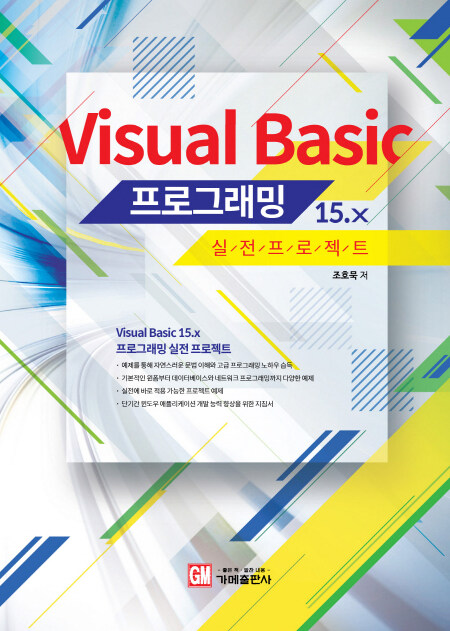 Visual Basic
프로그래밍 15.x
실전프로젝트
조호묵 저
Visual Basic 15.x
프로그래밍 실전 프로젝트
· 예제를 통해 자연스러운 문법 이해와 고급 프로그래밍 노하우 습득
· 기본적인 윈폼부터 데이터베이스와 네트워크 프로그래밍까지 다양한 예제
· 실전에 바로 적용 가능한 프로젝트 예제
· 단기간 윈도우 애플리케이션 개발 능력 향상을 위한 지침서
- 좋은 책 · 알찬 내용 -
GM 가메출판사